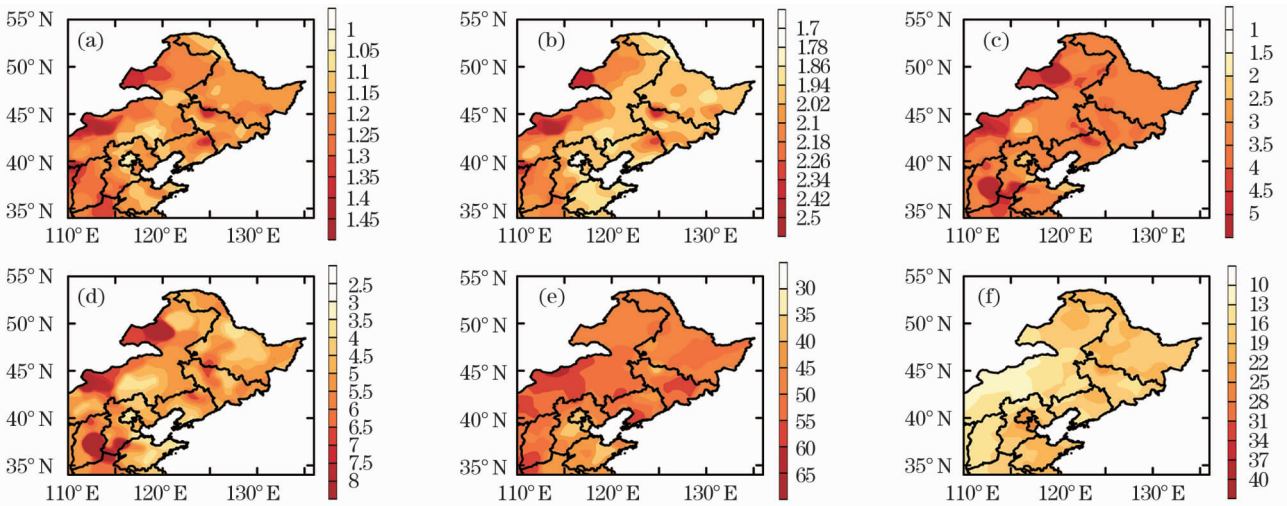 (a)
55° N
50° N
45° N
40° N
35° N
110° E
120° E
130° E
1
1.05
1.1
1.2
1.25
1.3
1.35
1.4
1.45
(b)
55° N
50° N
45° N
40° N
35° N
110° E
120° E
130° E
1.7
1.78
1.86
1.94
2.02
2.1
2.18
2.26
2.34
2.42
2.5
(c)
55° N
50° N
45° N
40° N
35° N
110° E
120° E
130° E
1
1.5
2
2.5
3
3.5
4
4.5
5
(d)
55° N
50° N
45° N
40° N
35° N
110° E
120° E
130° E
2.5
3
3.5
4
4.5
5
5.5
6
6.5
7
7.5
8
(e)
55° N
50° N
45° N
40° N
35° N
110° E
120° E
130° E
30
35
40
45
50
55
60
65
(f)
55° N
50° N
45° N
40° N
35° N
110° E
120° E
130° E
10
13
16
19
22
25
28
31
34
37
40